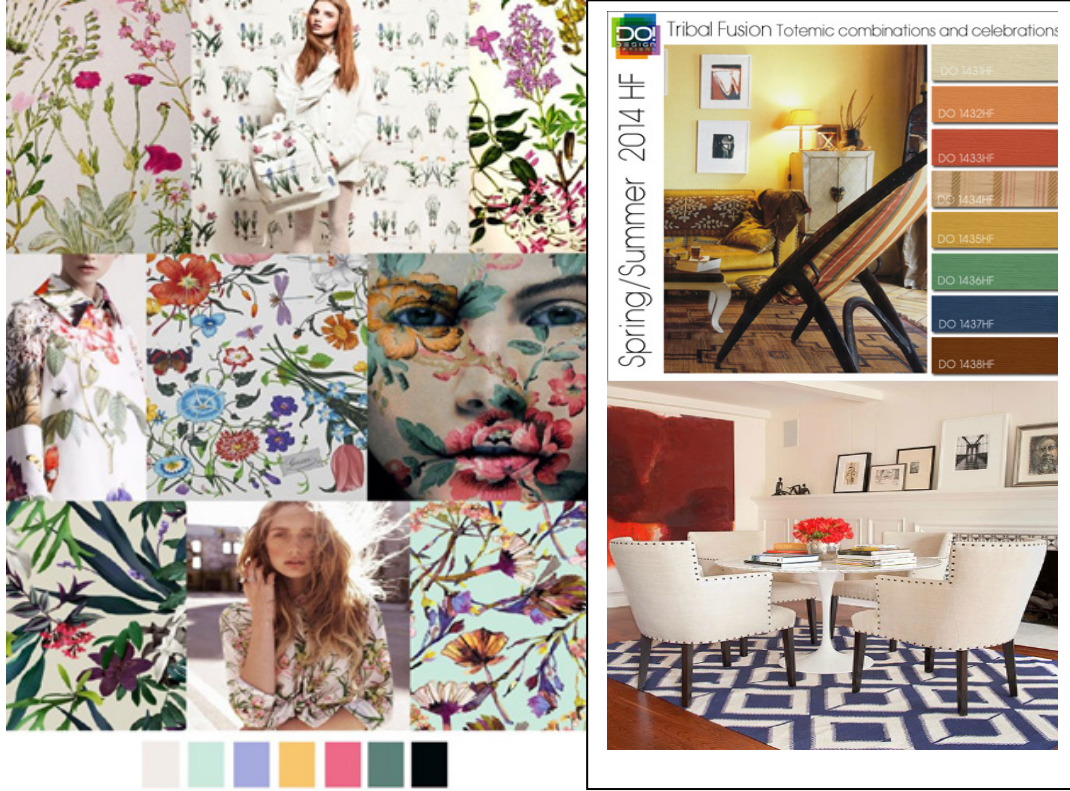 DO!
DESIGN
Tribal Fusion Totemic combinations and celebrations
Spring/Summer 2014 HF
DO 1431HF
DO 1432HF
DO 1433HF
DO 1434HF
DO 1435HF
DO 1436HF
DO 1437HF
DO 1438HF